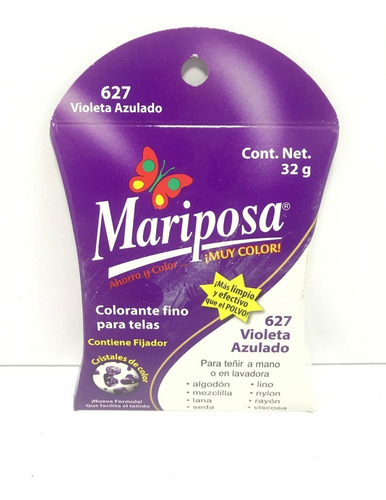 627
Violeta Azulado
Cont. Net.
32 g
Mariposa®
Ahorro y Color
¡MUY COLOR!
¡Más limpio
y efectivo
que el POLVO!
Colorante fino
para telas
Contiene Fijador
Cristales de color
¡Nueva Fórmula!
Que facilita el teñido
627
Violeta
Azulado
Para teñir a mano
o en lavadora
• algodón
• mezclilla
• lana
• seda
• lino
• nylon
• rayón
• viscosa